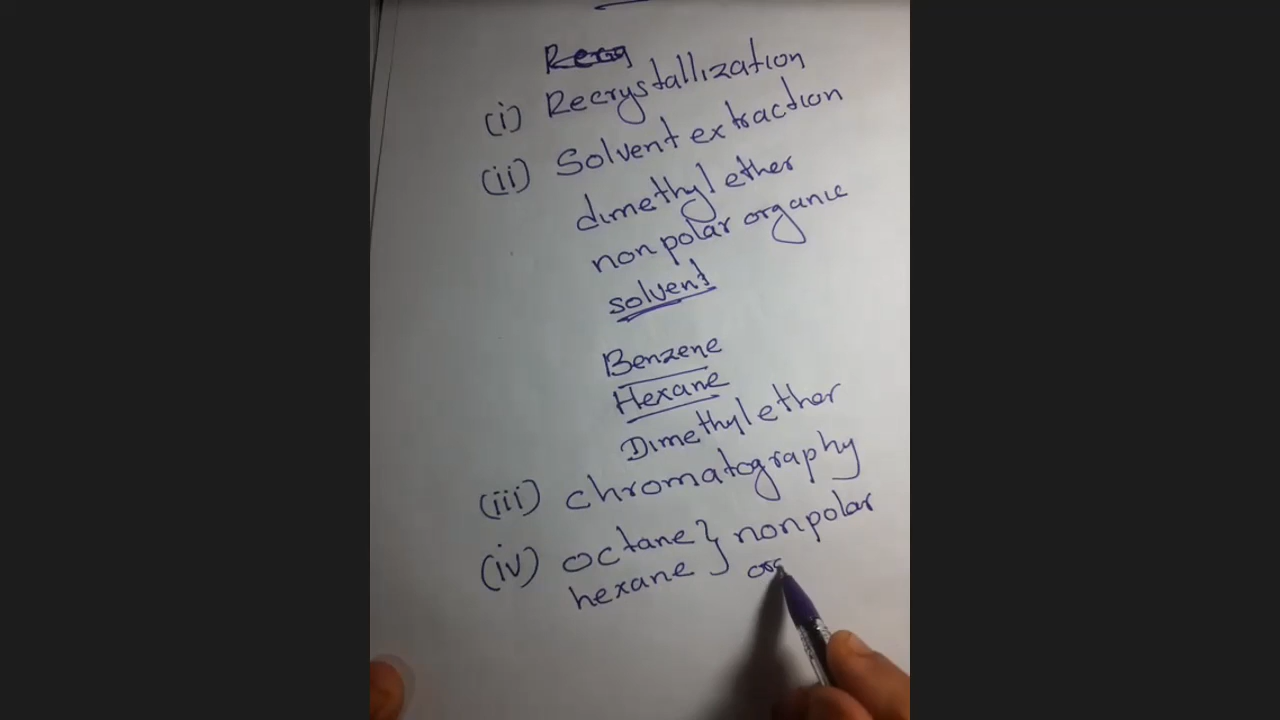 (i) Recrystallization
(ii) Solvent extraction
dimethyl ether
non polar organic
solvent
Benzene
Hexane
Dimethyl ether
(iii) chromatography
(iv) octane } nonpolar
hexane